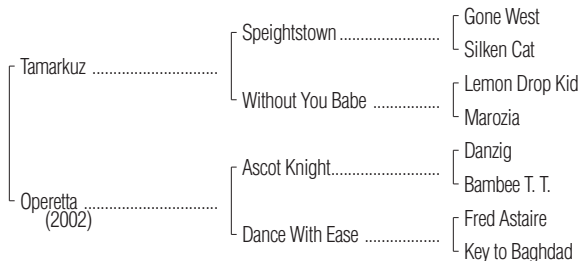 Gone West
Speightstown ................
Silken Cat
Tamarkuz ....................
Lemon Drop Kid
Without You Babe ............
Marozia
Danzig
Ascot Knight.................
Bambee T. T.
Operetta ....................
(2002)
Fred Astaire
Dance With Ease .............
Key to Baghdad